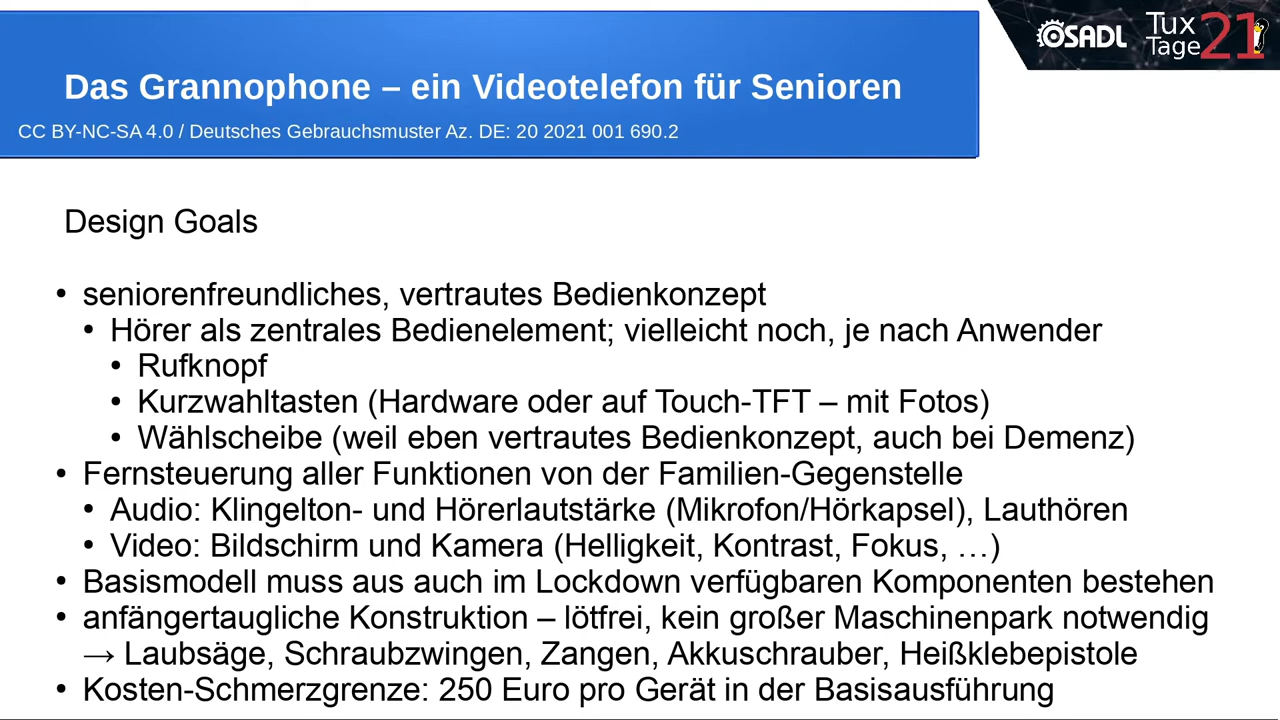 OSADL
Tux
Tage
21
Das Grannophone – ein Videotelefon für Senioren
CC BY-NC-SA 4.0 / Deutsches Gebrauchsmuster Az. DE: 20 2021 001 690.2
Design Goals
• seniorenfreundliches, vertrautes Bedienkonzept
• Hörer als zentrales Bedienelement; vielleicht noch, je nach Anwender
• Rufknopf
• Kurzwahltasten (Hardware oder auf Touch-TFT – mit Fotos)
• Wählscheibe (weil eben vertrautes Bedienkonzept, auch bei Demenz)
• Fernsteuerung aller Funktionen von der Familien-Gegenstelle
• Audio: Klingelton- und Hörerlautstärke (Mikrofon/Hörkapsel), Lauthören
• Video: Bildschirm und Kamera (Helligkeit, Kontrast, Fokus, …)
• Basismodell muss aus auch im Lockdown verfügbaren Komponenten bestehen
• anfängertaugliche Konstruktion – lötfrei, kein großer Maschinenpark notwendig
→ Laubsäge, Schraubzwingen, Zangen, Akkuschrauber, Heißklebepistole
• Kosten-Schmerzgrenze: 250 Euro pro Gerät in der Basisausführung